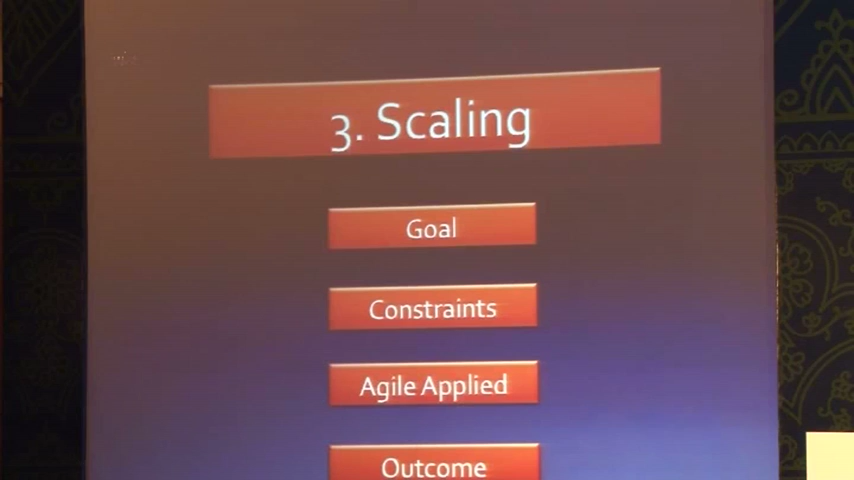 3. Scaling
Goal
Constraints
Agile Applied
Outcome